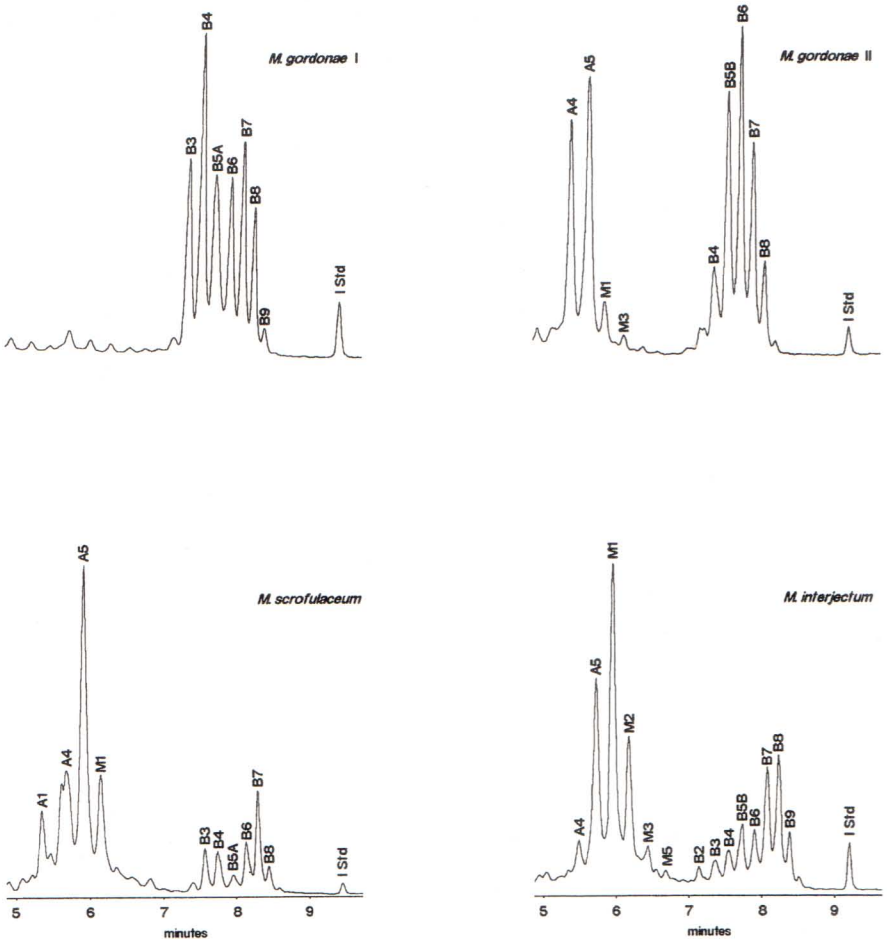 M. gordonae I
B3
B4
B5A
B6
B7
B8
B9
I Std
M. gordonae II
A4
A5
M1
M3
B4
B5B
B6
B7
B8
I Std
M. scrofulaceum
A1
A4
A5
M1
B3
B4
B5A
B6
B7
B8
I Std
5 6 7 8 9
minutes
M. interjectum
A4
A5
M1
M2
M3
M5
B2
B3
B4
B5B
B6
B7
B8
B9
I Std
5 6 7 8 9
minutes